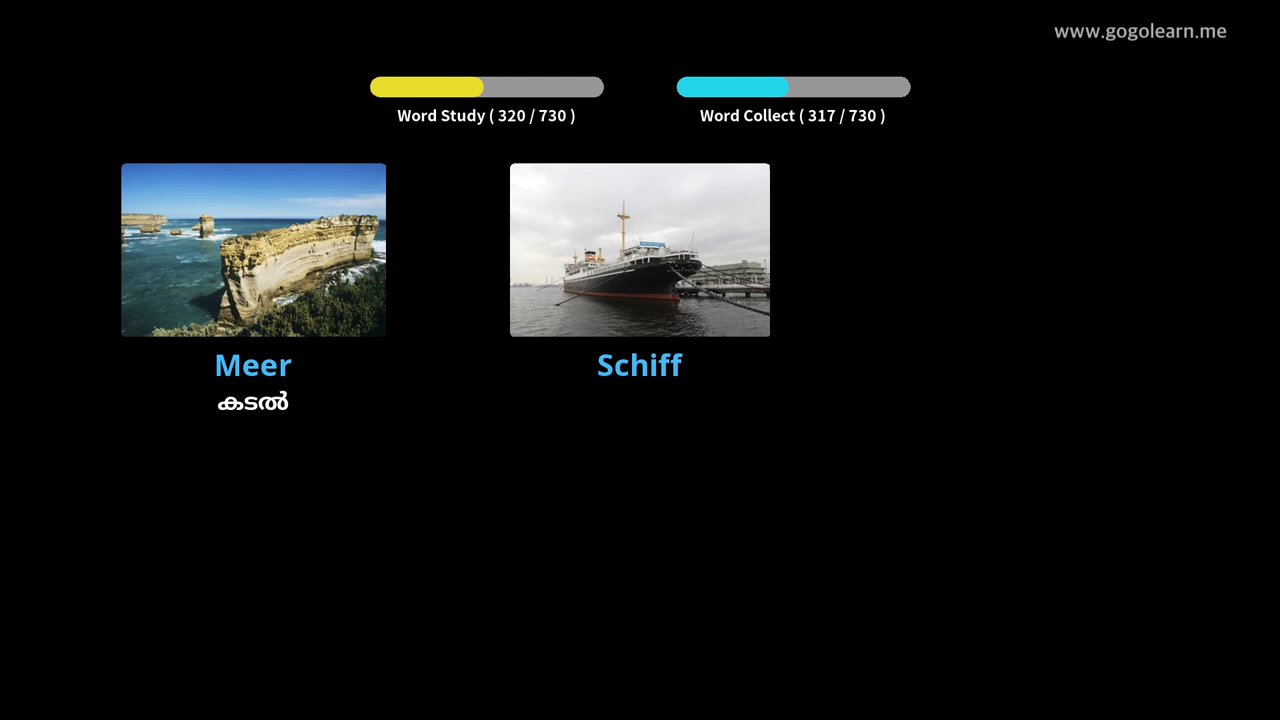 www.gogolearn.me
Word Study ( 320 / 730 )
Word Collect ( 317 / 730 )
Meer
കടൽ
Schiff